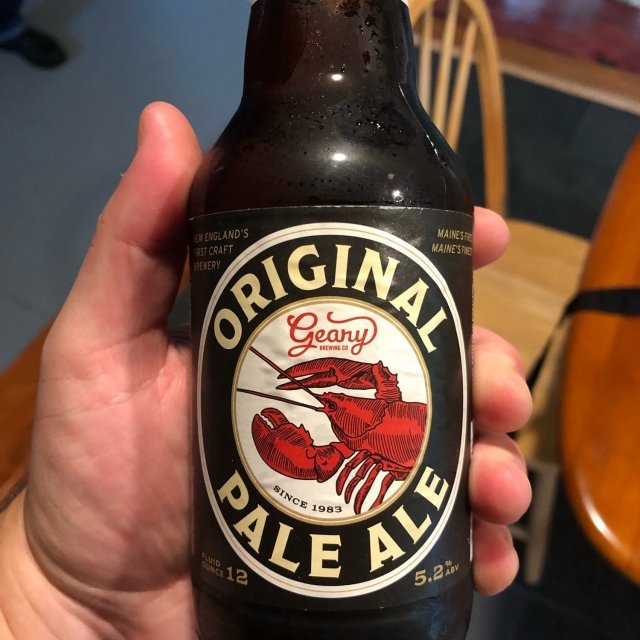 NEW ENGLAND'S
FIRST CRAFT
BREWERY
MAINE'S FIRST
MAINE'S FINEST
ORIGINAL
Geary
BREWING CO
SINCE 1983
PALE ALE
FLUID
OUNCE 12
5.2% ABV